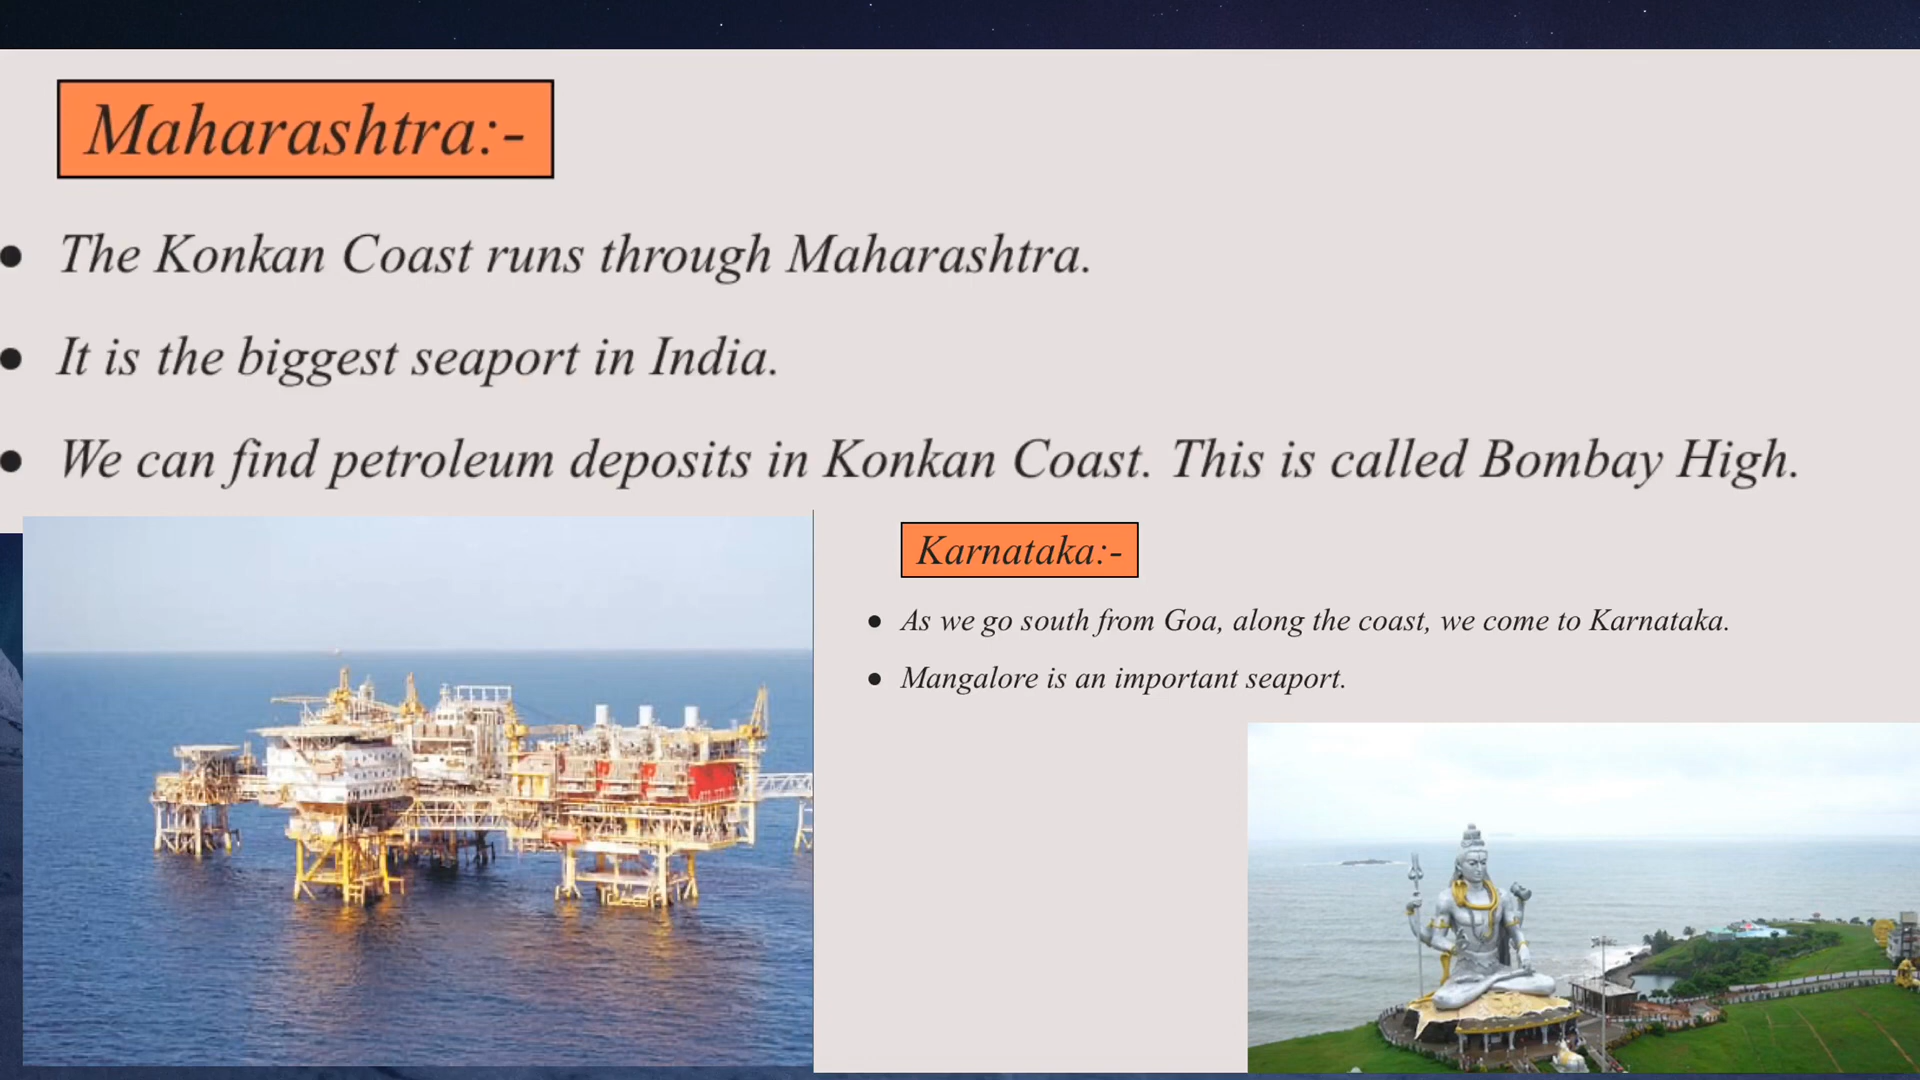 Maharashtra:-
● The Konkan Coast runs through Maharashtra.
● It is the biggest seaport in India.
● We can find petroleum deposits in Konkan Coast. This is called Bombay High.
Karnataka:-
● As we go south from Goa, along the coast, we come to Karnataka.
● Mangalore is an important seaport.